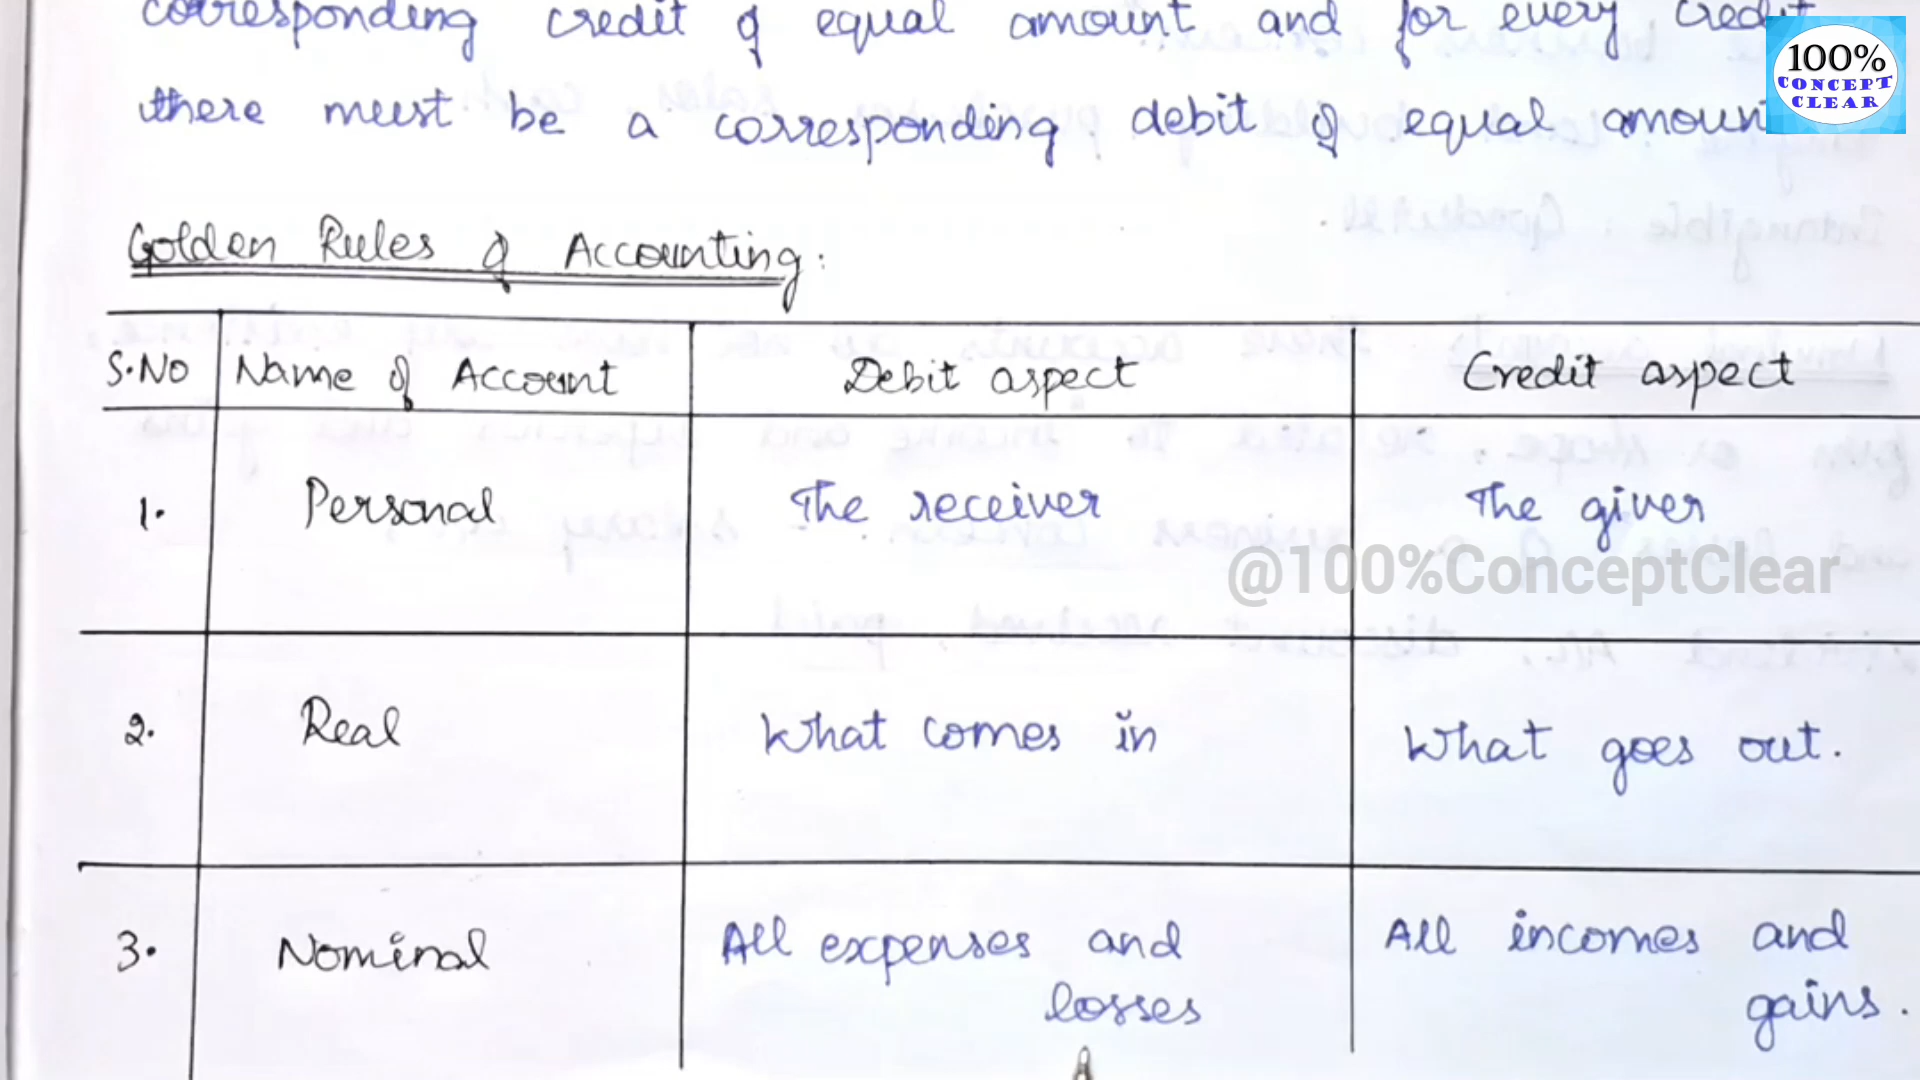 corresponding credit of equal amount and for every credit
there must be a corresponding debit of equal amoun
100%
CONCEPT
CLEAR
Golden Rules of Accounting:
S.No Name of Account Debit aspect Credit aspect
1. Personal The receiver The giver
@100%ConceptClear
2. Real What comes in What goes out.
3. Nominal All expenses and losses All incomes and gains.